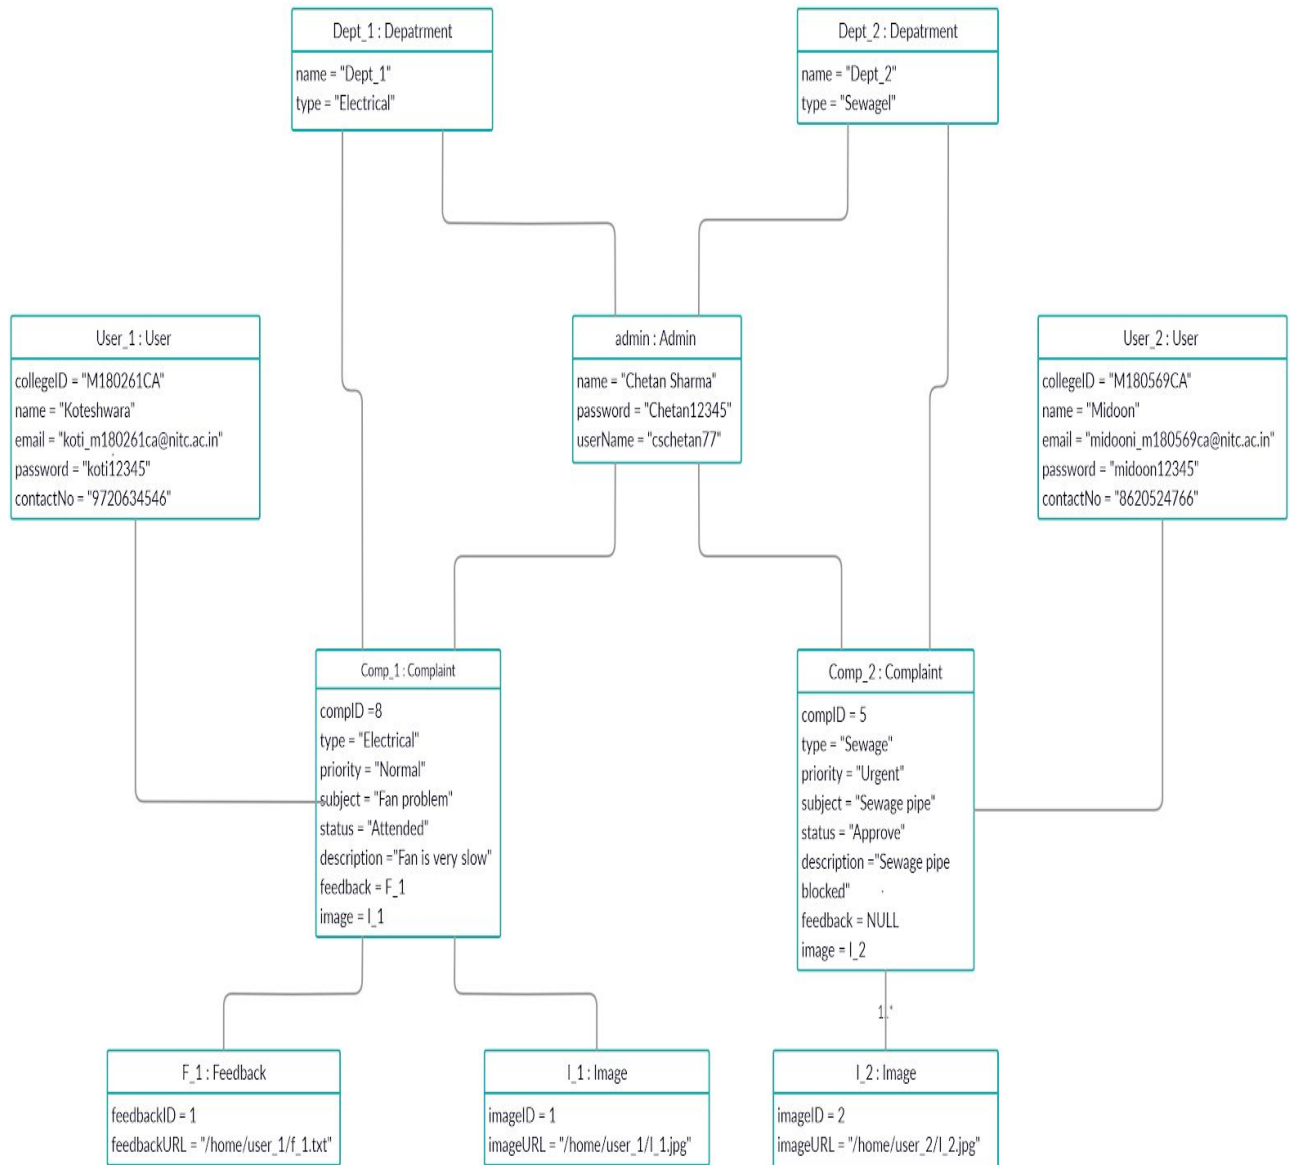 Dept_1 : Depatrment
name = "Dept_1"
type = "Electrical"
Dept_2 : Depatrment
name = "Dept_2"
type = "Sewagel"
User_1 : User
collegeID = "M180261CA"
name = "Koteshwara"
email = "koti_m180261ca@nitc.ac.in"
password = "koti12345"
contactNo = "9720634546"
admin : Admin
name = "Chetan Sharma"
password = "Chetan12345"
userName = "cschetan77"
User_2 : User
collegeID = "M180569CA"
name = "Midoon"
email = "midooni_m180569ca@nitc.ac.in"
password = "midoon12345"
contactNo = "8620524766"
Comp_1 : Complaint
compID =8
type = "Electrical"
priority = "Normal"
subject = "Fan problem"
status = "Attended"
description ="Fan is very slow"
feedback = F_1
image = I_1
Comp_2 : Complaint
compID = 5
type = "Sewage"
priority = "Urgent"
subject = "Sewage pipe"
status = "Approve"
description ="Sewage pipe
blocked"
feedback = NULL
image = I_2
1..*
F_1 : Feedback
feedbackID = 1
feedbackURL = "/home/user_1/f_1.txt"
I_1 : Image
imageID = 1
imageURL = "/home/user_1/I_1.jpg"
I_2 : Image
imageID = 2
imageURL = "/home/user_2/I_2.jpg"